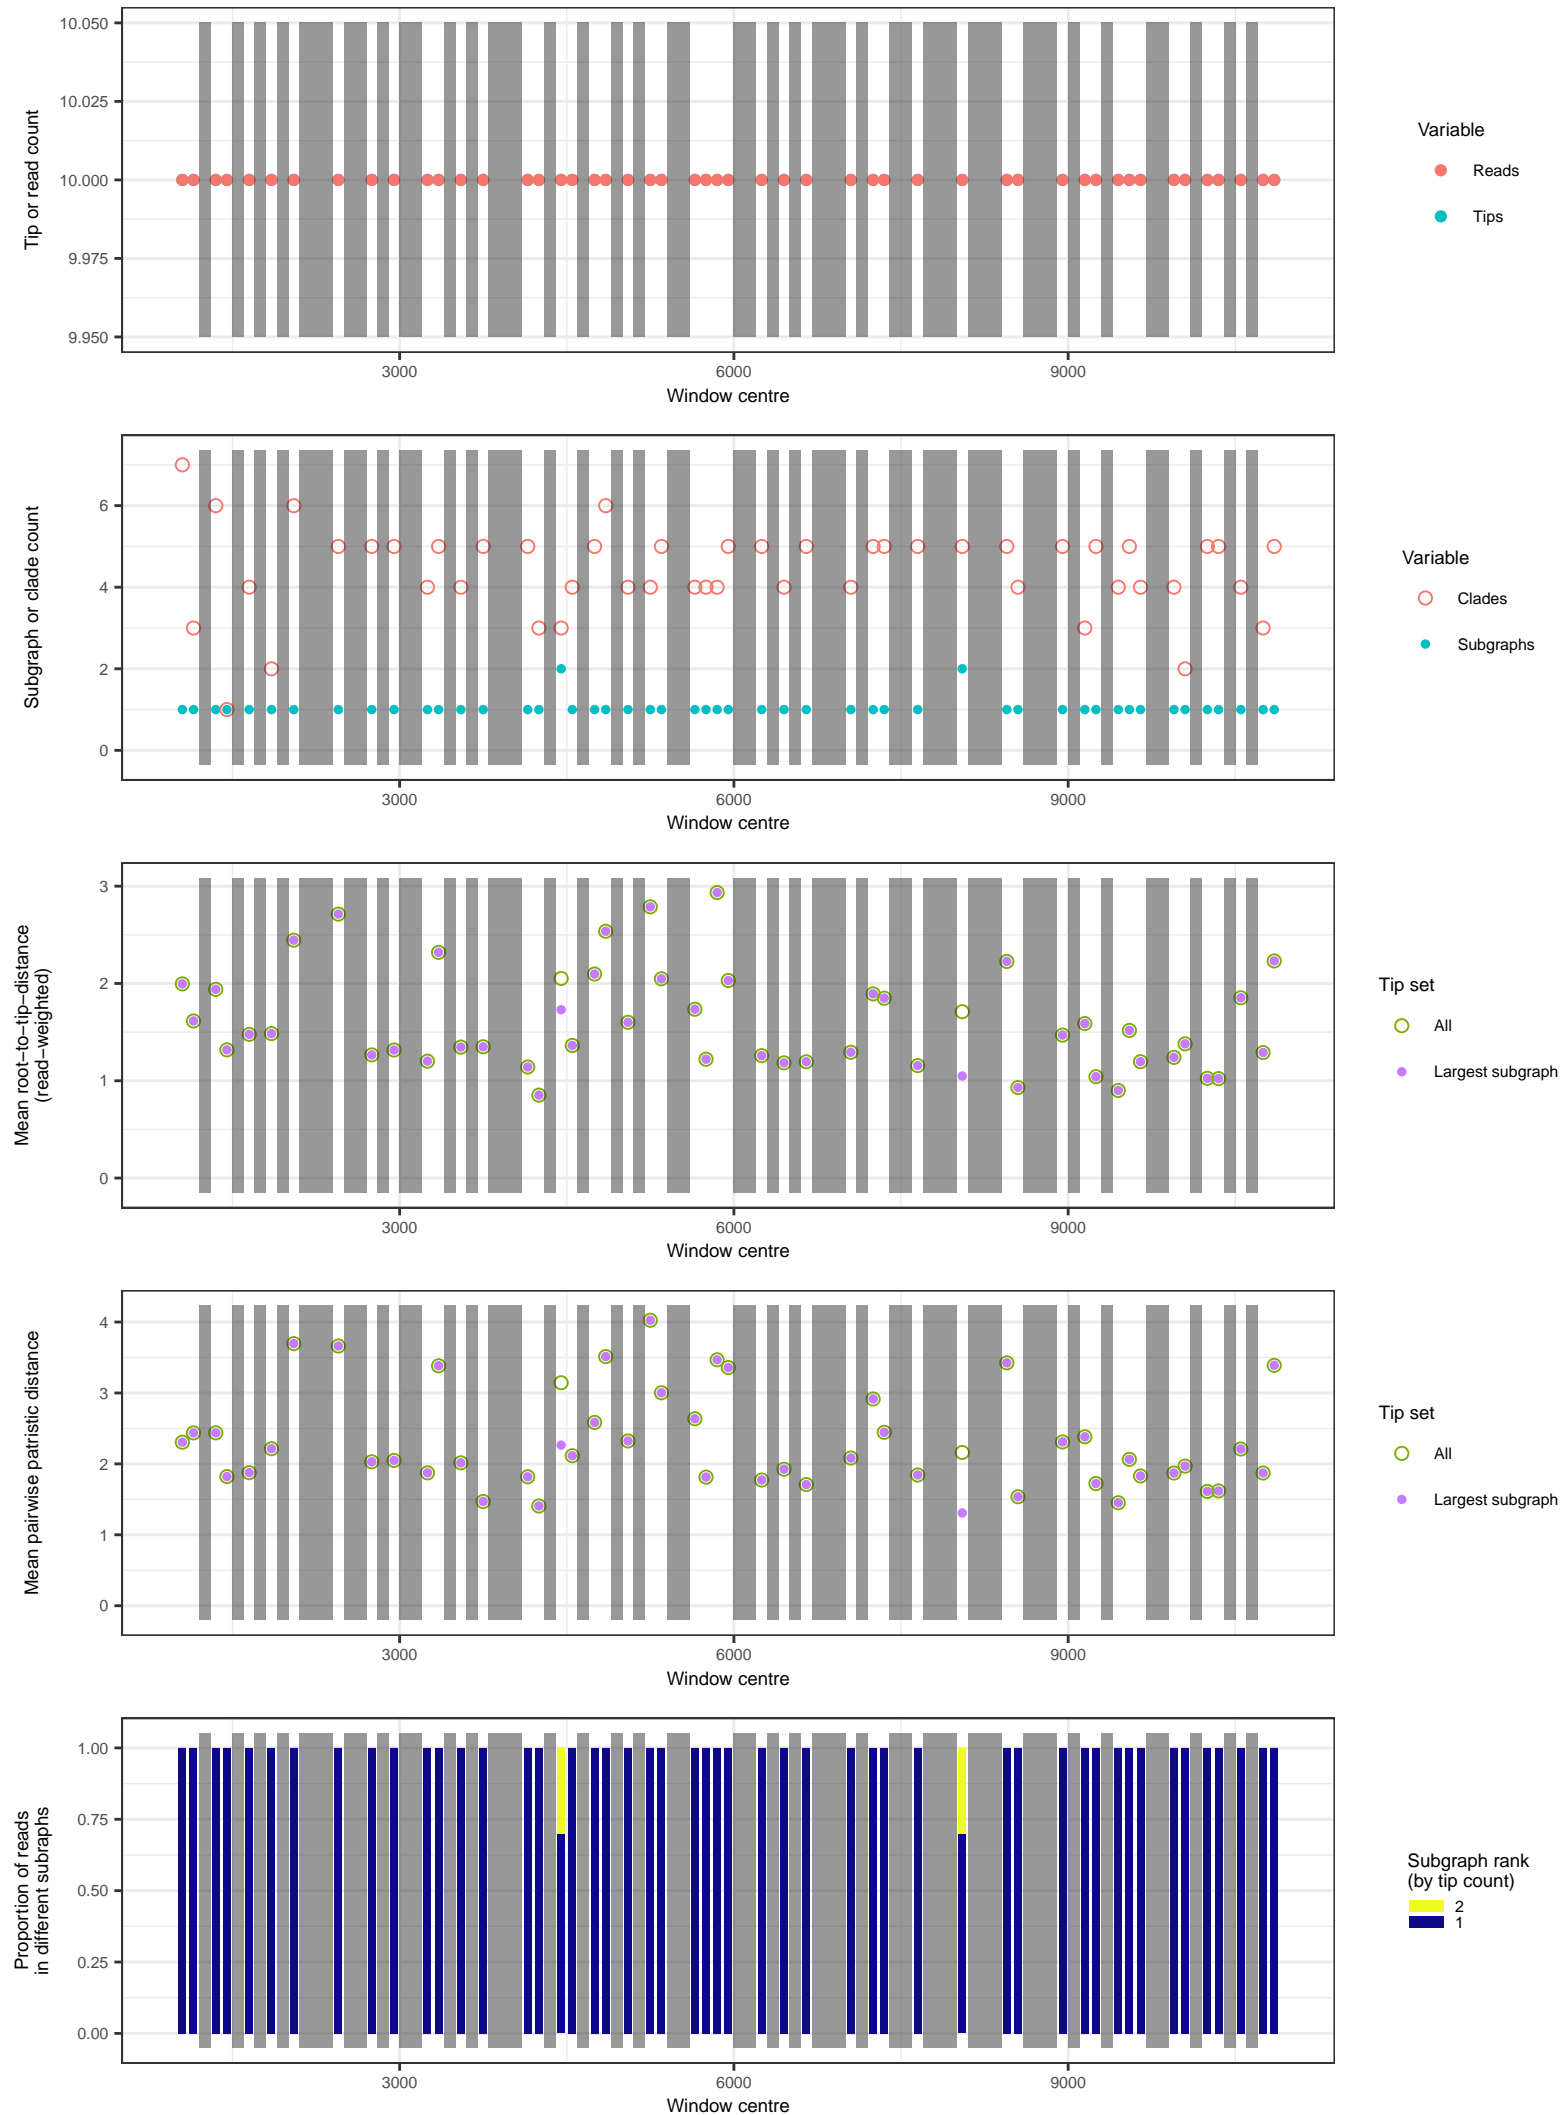 10.050
10.025
10.000
9.975
9.950
Tip or read count
3000
6000
9000
Window centre
Variable
Reads
Tips
6
4
2
0
Subgraph or clade count
3000
6000
9000
Window centre
Variable
Clades
Subgraphs
3
2
1
0
Mean root−to−tip−distance
(read−weighted)
3000
6000
9000
Window centre
Tip set
All
Largest subgraph
4
3
2
1
0
Mean pairwise patristic distance
3000
6000
9000
Window centre
Tip set
All
Largest subgraph
1.00
0.75
0.50
0.25
0.00
Proportion of reads
in different subraphs
3000
6000
9000
Window centre
Subgraph rank
(by tip count)
2
1